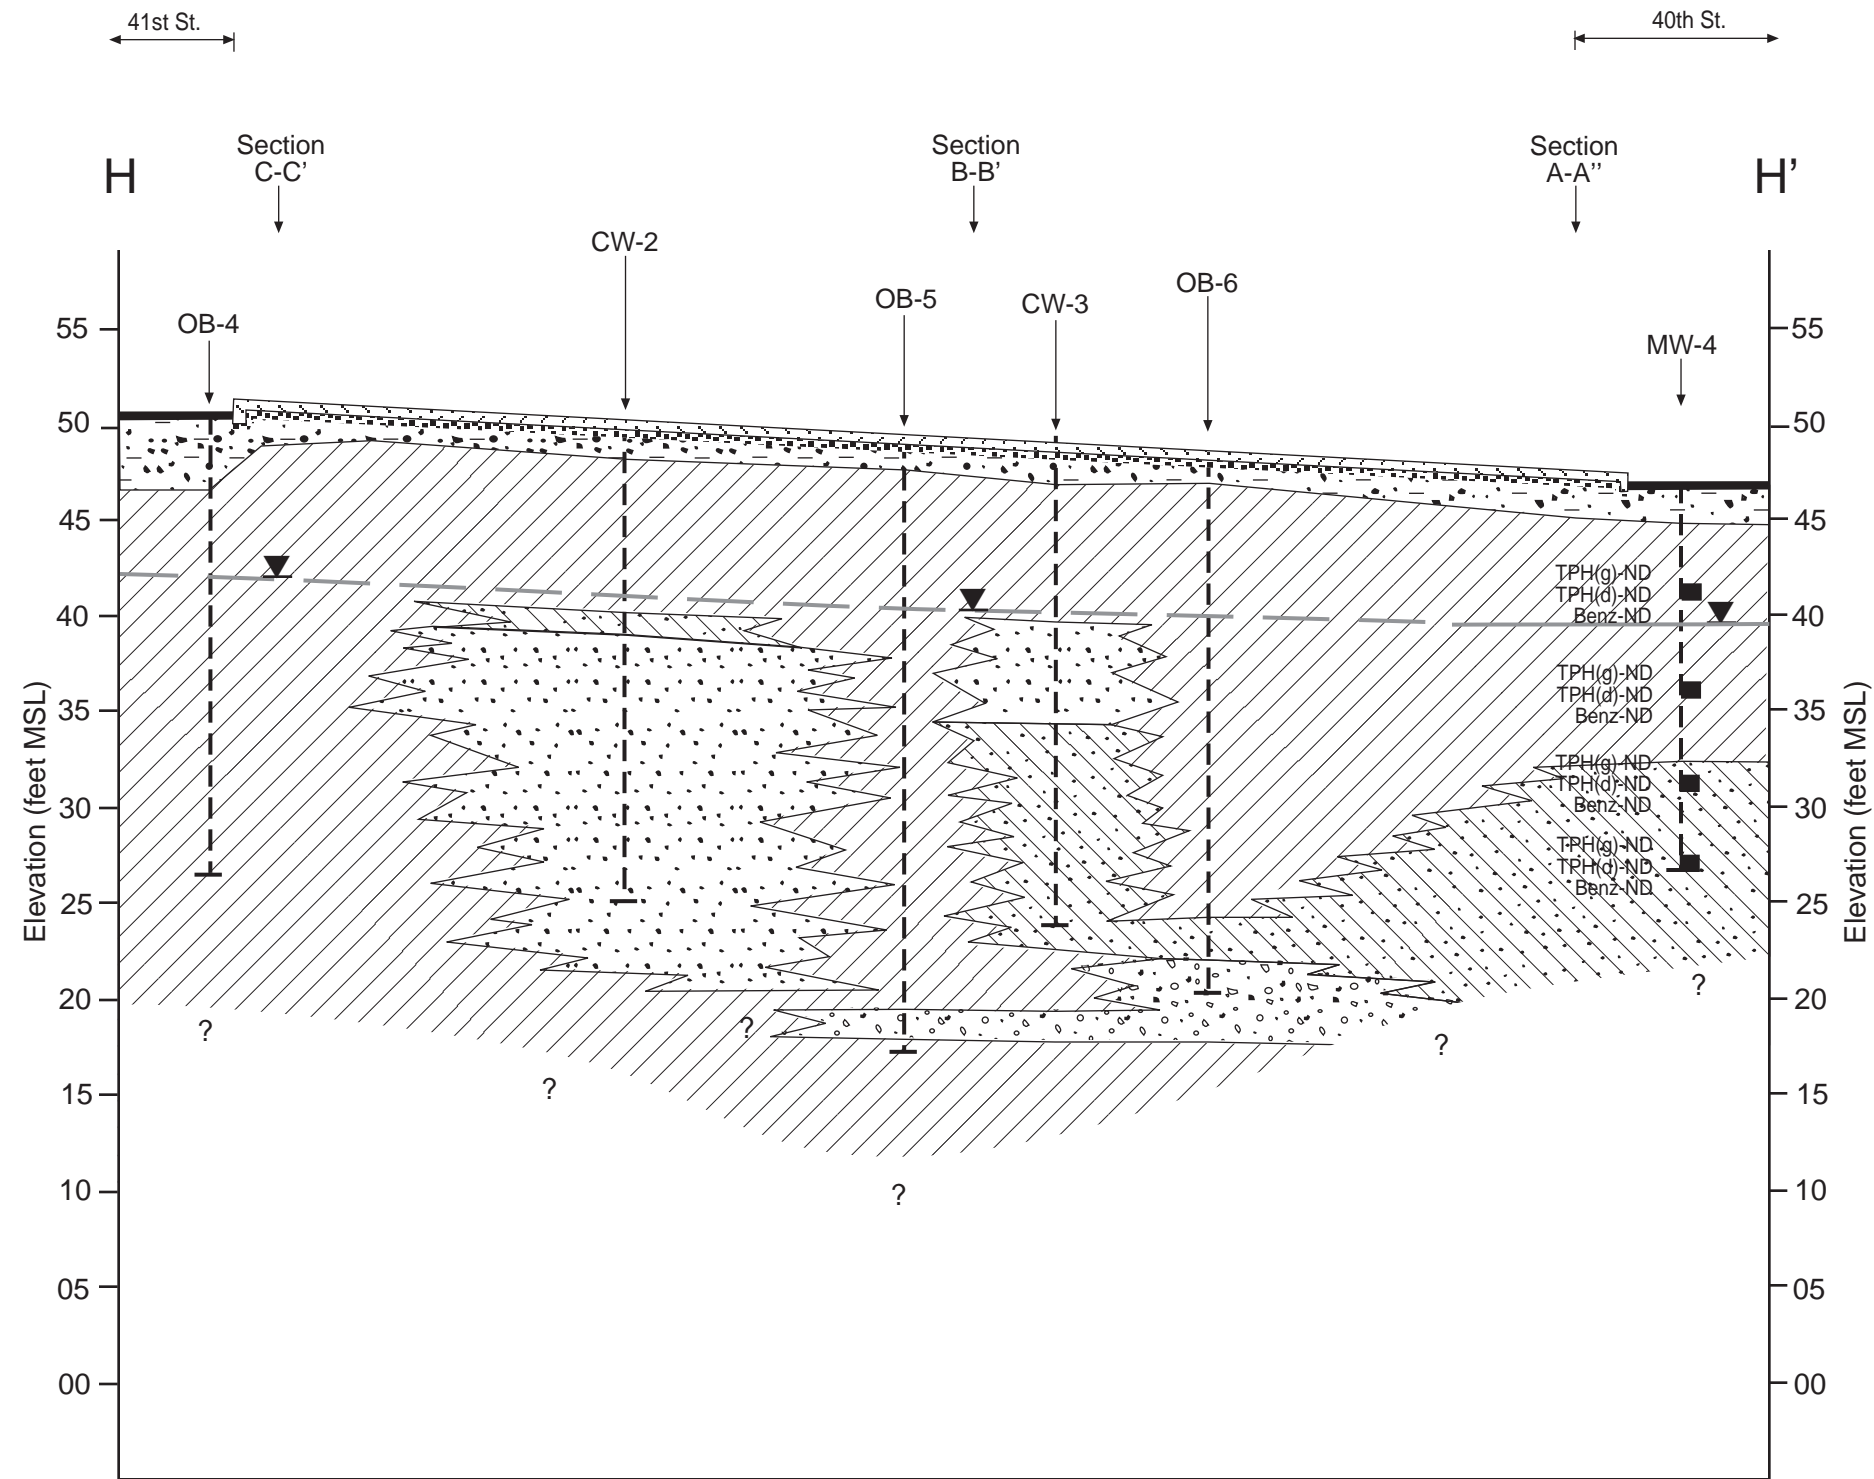 41st St.
40th St.
Section
C-C’
Section
B-B’
Section
A-A’’
H
H’
CW-2
OB-6
OB-5
CW-3
OB-4
MW-4
55
55
50
50
45
45
TPH(g)-ND
TPH(d)-ND
Benz-ND
40
40
TPH(g)-ND
TPH(d)-ND
Benz-ND
35
35
TPH(g)-ND
TPH(d)-ND
Benz-ND
30
30
TPH(g)-ND
TPH(d)-ND
Benz-ND
25
25
Elevation (feet MSL)
Elevation (feet MSL)
?
20
20
?
?
?
?
15
15
?
10
10
05
05
00
00